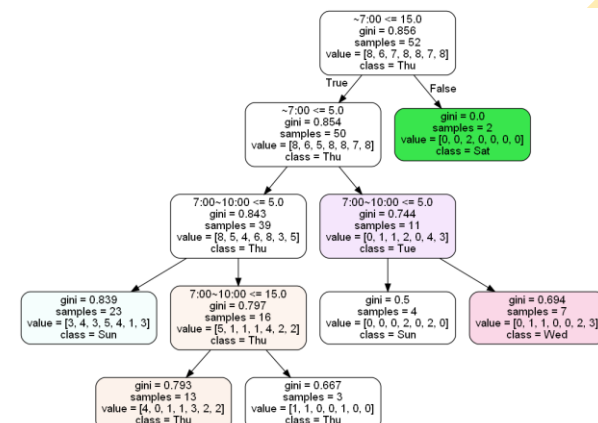 ~7:00 <= 15.0
gini = 0.856
samples = 52
value = [8, 6, 7, 8, 8, 7, 8]
class = Thu
True
False
~7:00 <= 5.0
gini = 0.854
samples = 50
value = [8, 6, 5, 8, 8, 7, 8]
class = Thu
gini = 0.0
samples = 2
value = [0, 0, 2, 0, 0, 0, 0]
class = Sat
7:00~10:00 <= 5.0
gini = 0.843
samples = 39
value = [8, 5, 4, 6, 8, 3, 5]
class = Thu
7:00~10:00 <= 5.0
gini = 0.744
samples = 11
value = [0, 1, 1, 2, 0, 4, 3]
class = Tue
gini = 0.839
samples = 23
value = [3, 4, 3, 5, 4, 1, 3]
class = Sun
7:00~10:00 <= 15.0
gini = 0.797
samples = 16
value = [5, 1, 1, 1, 4, 2, 2]
class = Thu
gini = 0.5
samples = 4
value = [0, 0, 0, 2, 0, 2, 0]
class = Sun
gini = 0.694
samples = 7
value = [0, 1, 1, 0, 0, 2, 3]
class = Wed
gini = 0.793
samples = 13
value = [4, 0, 1, 1, 3, 2, 2]
class = Thu
gini = 0.667
samples = 3
value = [1, 1, 0, 0, 1, 0, 0]
class = Thu